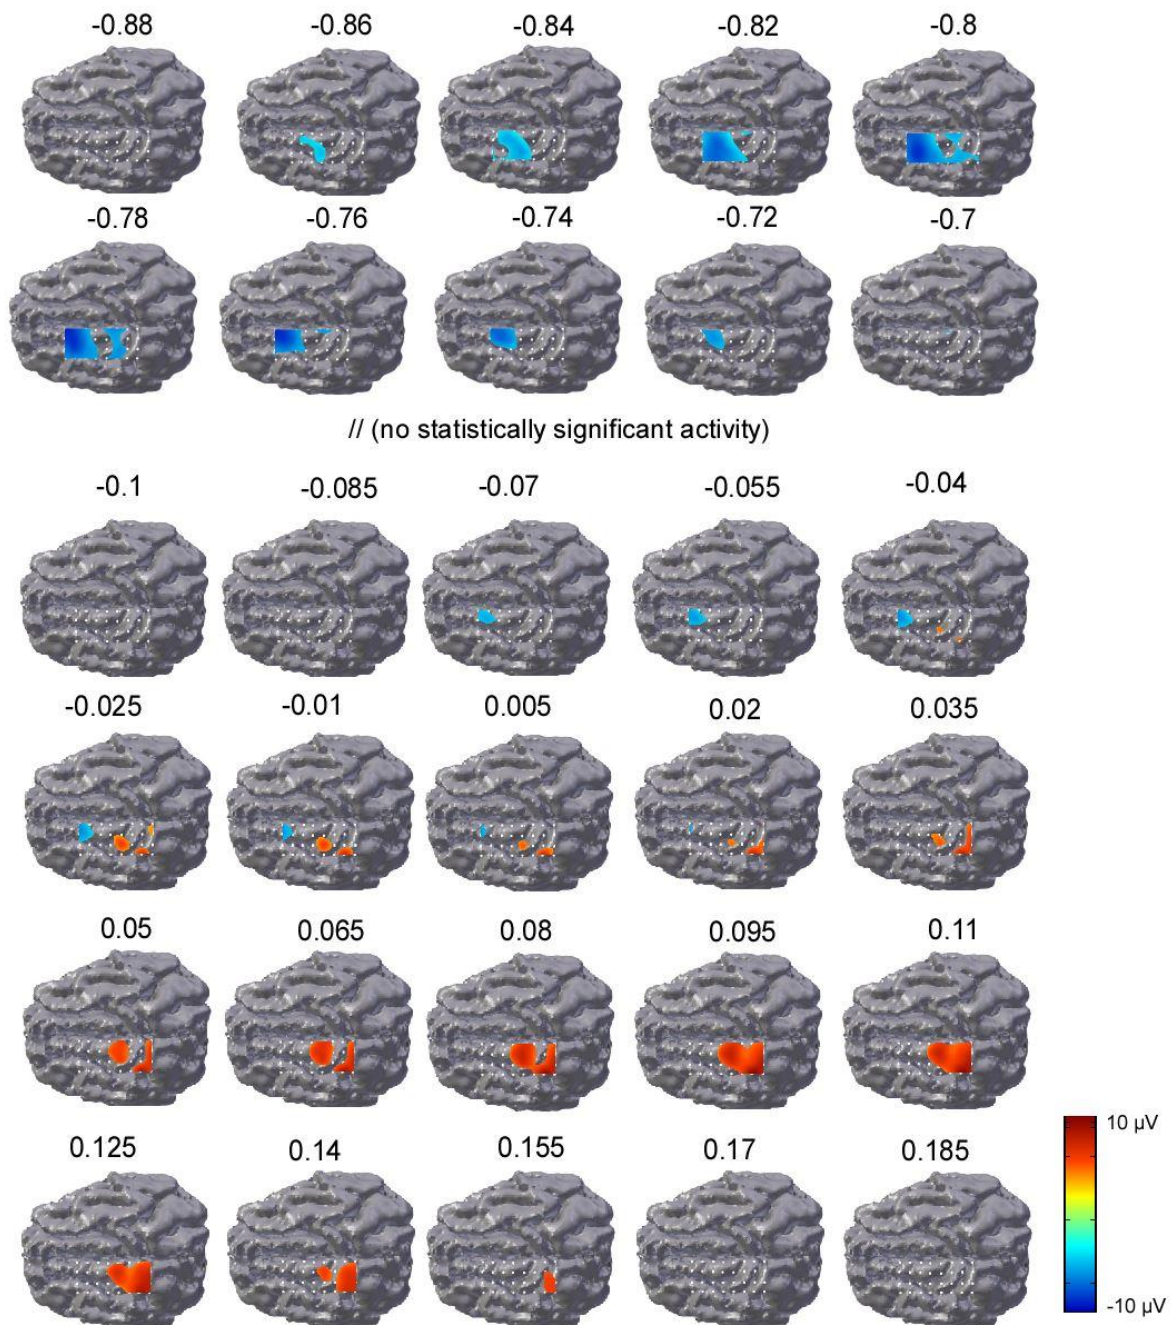 -0.88 -0.86 -0.84 -0.82 -0.8
-0.78 -0.76 -0.74 -0.72 -0.7
// (no statistically significant activity)
-0.1 -0.085 -0.07 -0.055 -0.04
-0.025 -0.01 0.005 0.02 0.035
0.05 0.065 0.08 0.095 0.11
10 µV
0.125 0.14 0.155 0.17 0.185
-10 µV